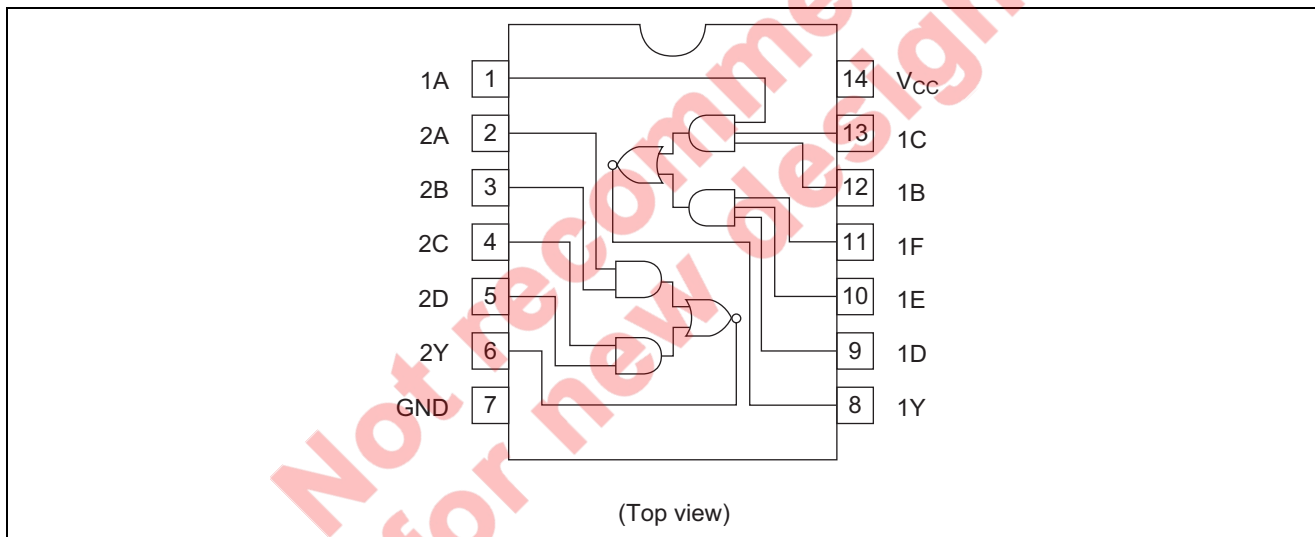 1A 1 14 VCC
2A 2 13 1C
2B 3 12 1B
2C 4 11 1F
2D 5 10 1E
2Y 6 9 1D
GND 7 8 1Y
(Top view)
Not recomme
for new design